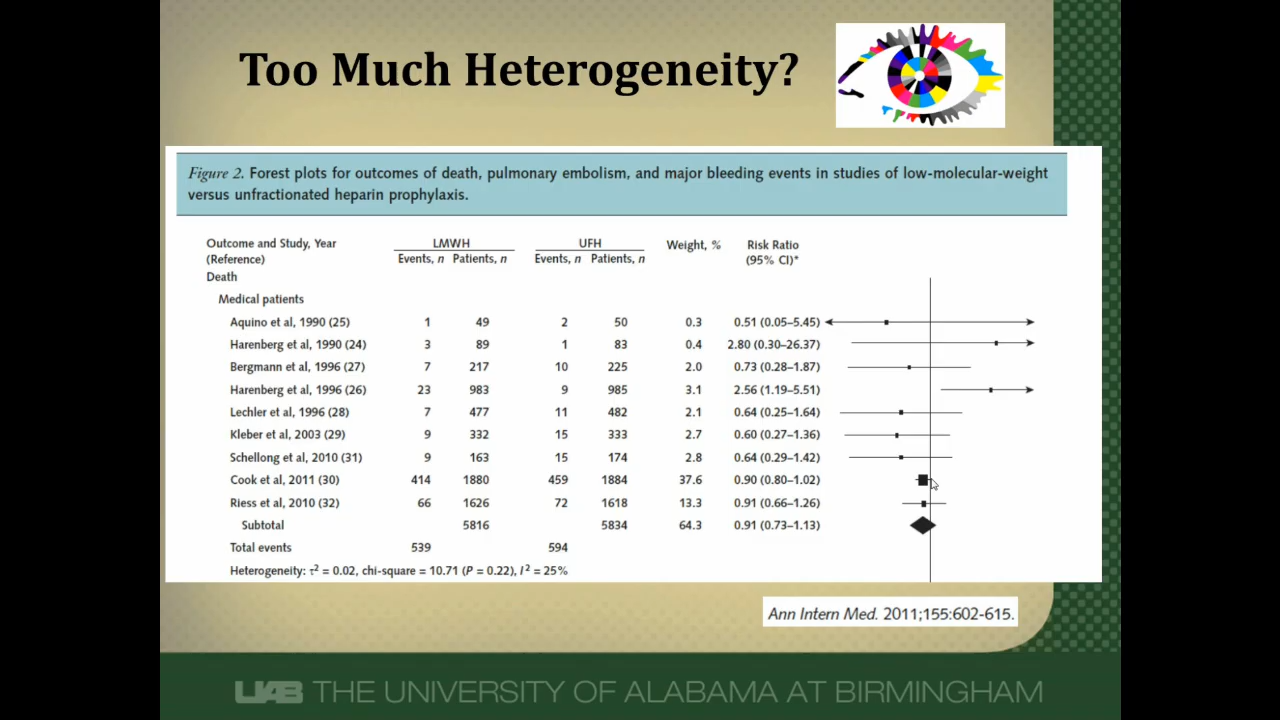 Too Much Heterogeneity?
Figure 2. Forest plots for outcomes of death, pulmonary embolism, and major bleeding events in studies of low-molecular-weight
versus unfractionated heparin prophylaxis.
Outcome and Study, Year LMWH UFH Weight, % Risk Ratio
(Reference) Events, n Patients, n Events, n Patients, n (95% CI)*
Death
Medical patients
Aquino et al, 1990 (25) 1 49 2 50 0.3 0.51 (0.05–5.45)
Harenberg et al, 1990 (24) 3 89 1 83 0.4 2.80 (0.30–26.37)
Bergmann et al, 1996 (27) 7 217 10 225 2.0 0.73 (0.28–1.87)
Harenberg et al, 1996 (26) 23 983 9 985 3.1 2.56 (1.19–5.51)
Lechler et al, 1996 (28) 7 477 11 482 2.1 0.64 (0.25–1.64)
Kleber et al, 2003 (29) 9 332 15 333 2.7 0.60 (0.27–1.36)
Schellong et al, 2010 (31) 9 163 15 174 2.8 0.64 (0.29–1.42)
Cook et al, 2011 (30) 414 1880 459 1884 37.6 0.90 (0.80–1.02)
Riess et al, 2010 (32) 66 1626 72 1618 13.3 0.91 (0.66–1.26)
Subtotal 5816 5834 64.3 0.91 (0.73–1.13)
Total events 539 594
Heterogeneity: τ² = 0.02, chi-square = 10.71 (P = 0.22), I² = 25%
Ann Intern Med. 2011;155:602-615.
UAB THE UNIVERSITY OF ALABAMA AT BIRMINGHAM